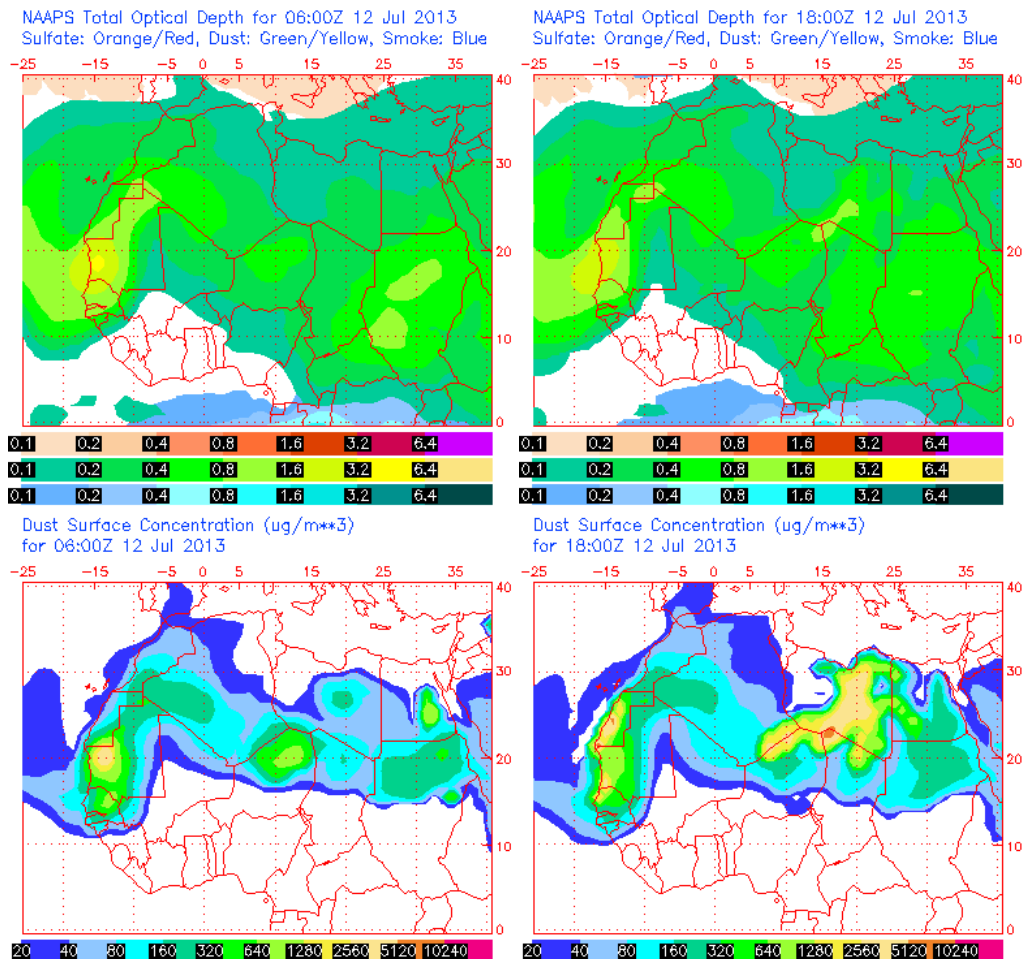 NAAPS Total Optical Depth for 06:00Z 12 Jul 2013
Sulfate: Orange/Red, Dust: Green/Yellow, Smoke: Blue
-25 -15 -5 0 5 15 25 35
40
30
20
10
0
0.1 0.2 0.4 0.8 1.6 3.2 6.4
0.1 0.2 0.4 0.8 1.6 3.2 6.4
0.1 0.2 0.4 0.8 1.6 3.2 6.4
NAAPS Total Optical Depth for 18:00Z 12 Jul 2013
Sulfate: Orange/Red, Dust: Green/Yellow, Smoke: Blue
-25 -15 -5 0 5 15 25 35
40
30
20
10
0
0.1 0.2 0.4 0.8 1.6 3.2 6.4
0.1 0.2 0.4 0.8 1.6 3.2 6.4
0.1 0.2 0.4 0.8 1.6 3.2 6.4
Dust Surface Concentration (ug/m**3)
for 06:00Z 12 Jul 2013
-25 -15 -5 0 5 15 25 35
40
30
20
10
0
20 40 80 160 320 640 1280 2560 5120 10240
Dust Surface Concentration (ug/m**3)
for 18:00Z 12 Jul 2013
-25 -15 -5 0 5 15 25 35
40
30
20
10
0
20 40 80 160 320 640 1280 2560 5120 10240